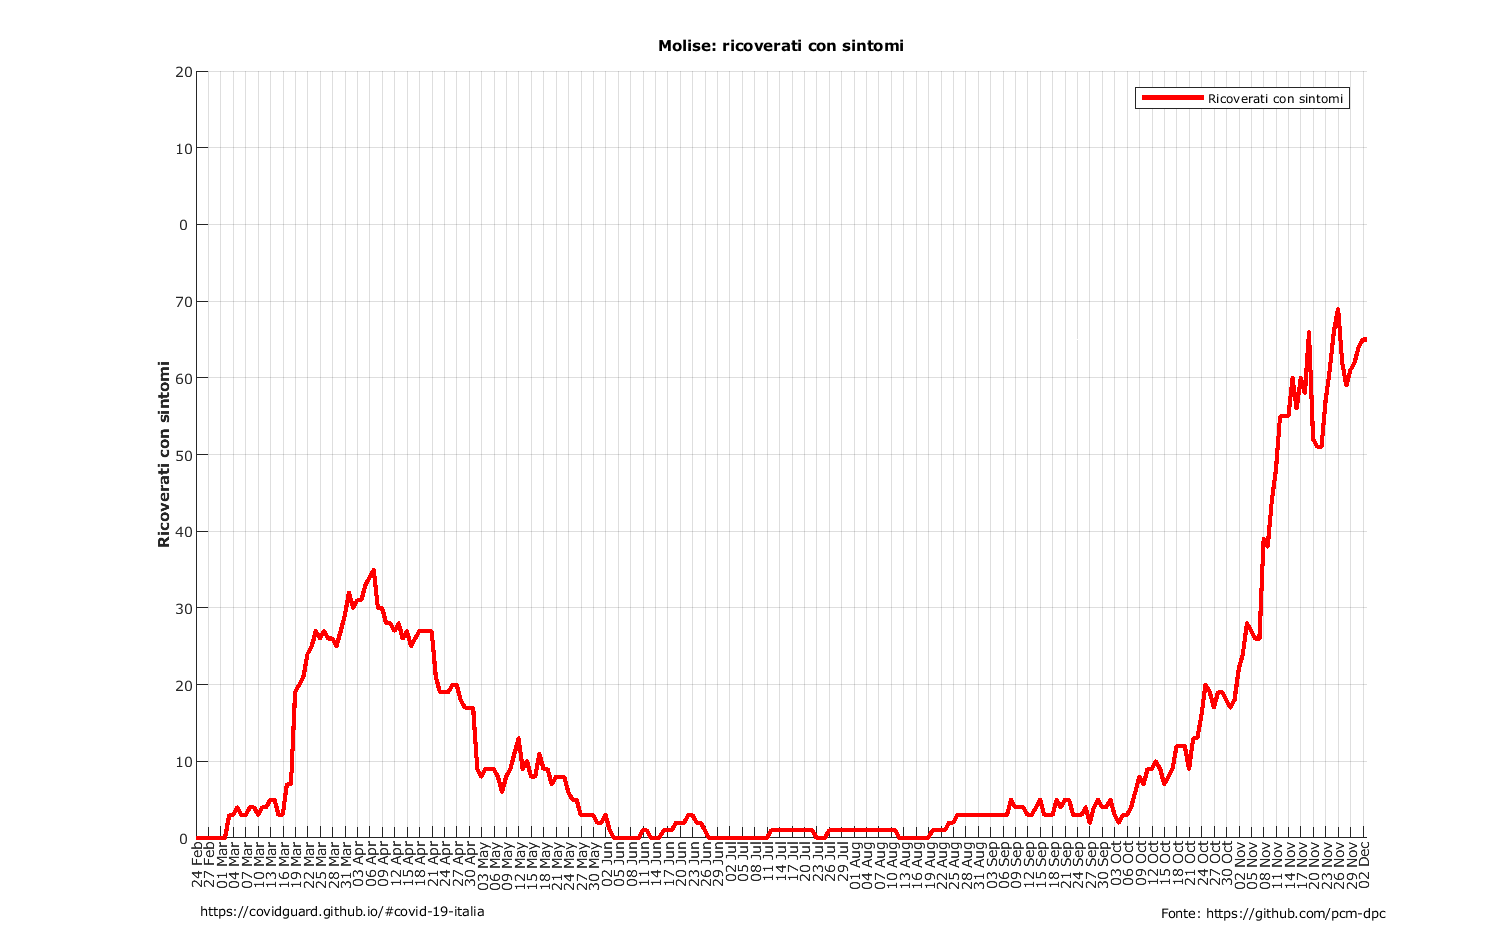 Molise: ricoverati con sintomi
Ricoverati con sintomi
20
10
0
70
60
50
40
30
20
10
0
Ricoverati con sintomi
24 Feb
27 Feb
01 Mar
04 Mar
07 Mar
10 Mar
13 Mar
16 Mar
19 Mar
22 Mar
25 Mar
28 Mar
31 Mar
03 Apr
06 Apr
09 Apr
12 Apr
15 Apr
18 Apr
21 Apr
24 Apr
27 Apr
30 Apr
03 May
06 May
09 May
12 May
15 May
18 May
21 May
24 May
27 May
30 May
02 Jun
05 Jun
08 Jun
11 Jun
14 Jun
17 Jun
20 Jun
23 Jun
26 Jun
29 Jun
02 Jul
05 Jul
08 Jul
11 Jul
14 Jul
17 Jul
20 Jul
23 Jul
26 Jul
29 Jul
01 Aug
04 Aug
07 Aug
10 Aug
13 Aug
16 Aug
19 Aug
22 Aug
25 Aug
28 Aug
31 Aug
03 Sep
06 Sep
09 Sep
12 Sep
15 Sep
18 Sep
21 Sep
24 Sep
27 Sep
30 Sep
03 Oct
06 Oct
09 Oct
12 Oct
15 Oct
18 Oct
21 Oct
24 Oct
27 Oct
30 Oct
02 Nov
05 Nov
08 Nov
11 Nov
14 Nov
17 Nov
20 Nov
23 Nov
26 Nov
29 Nov
02 Dec
https://covidguard.github.io/#covid-19-italia
Fonte: https://github.com/pcm-dpc